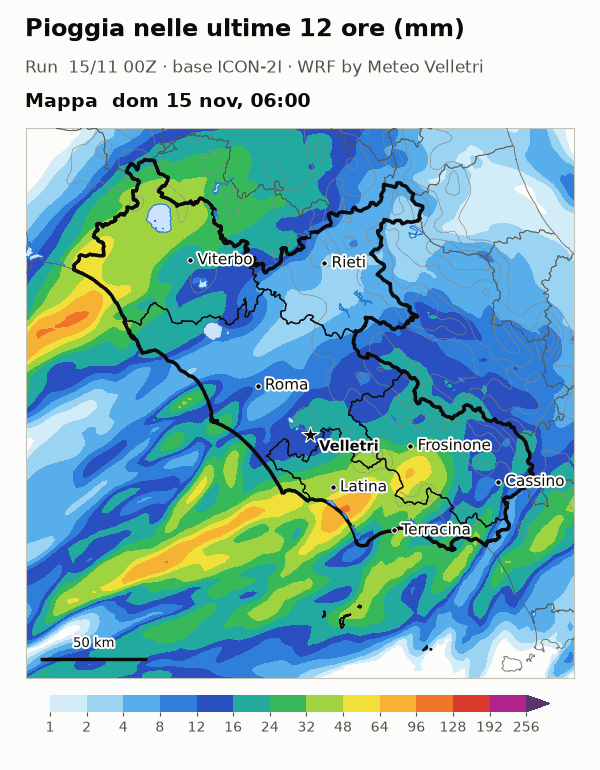 Pioggia nelle ultime 12 ore (mm)
Run 15/11 00Z · base ICON-2I · WRF by Meteo Velletri
Mappa dom 15 nov, 06:00
Viterbo
Rieti
Roma
Velletri
Frosinone
Latina
Cassino
Terracina
50 km
1 2 4 8 12 16 24 32 48 64 96 128 192 256